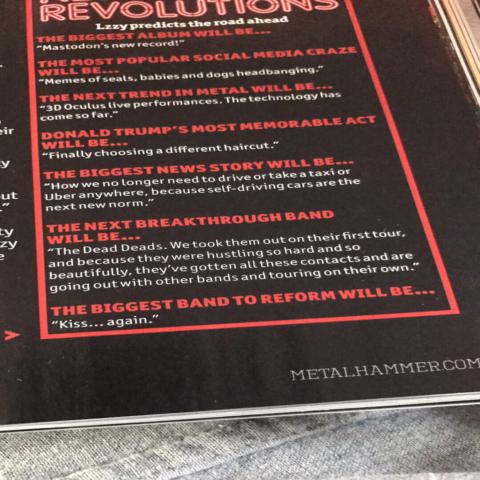 REVOLUTIONS
Lzzy predicts the road ahead
THE BIGGEST ALBUM WILL BE...
"Mastodon's new record!"
THE MOST POPULAR SOCIAL MEDIA CRAZE
WILL BE...
"Memes of seals, babies and dogs headbanging."
THE NEXT TREND IN METAL WILL BE...
"3D Oculus live performances. The technology has
come so far."
DONALD TRUMP'S MOST MEMORABLE ACT
WILL BE...
"Finally choosing a different haircut."
THE BIGGEST NEWS STORY WILL BE...
"How we no longer need to drive or take a taxi or
Uber anywhere, because self-driving cars are the
next new norm."
THE NEXT BREAKTHROUGH BAND
WILL BE...
"The Dead Deads. We took them out on their first tour,
and because they were hustling so hard and so
beautifully, they've gotten all these contacts and are
going out with other bands and touring on their own."
THE BIGGEST BAND TO REFORM WILL BE...
"Kiss... again."
METALHAMMER.COM